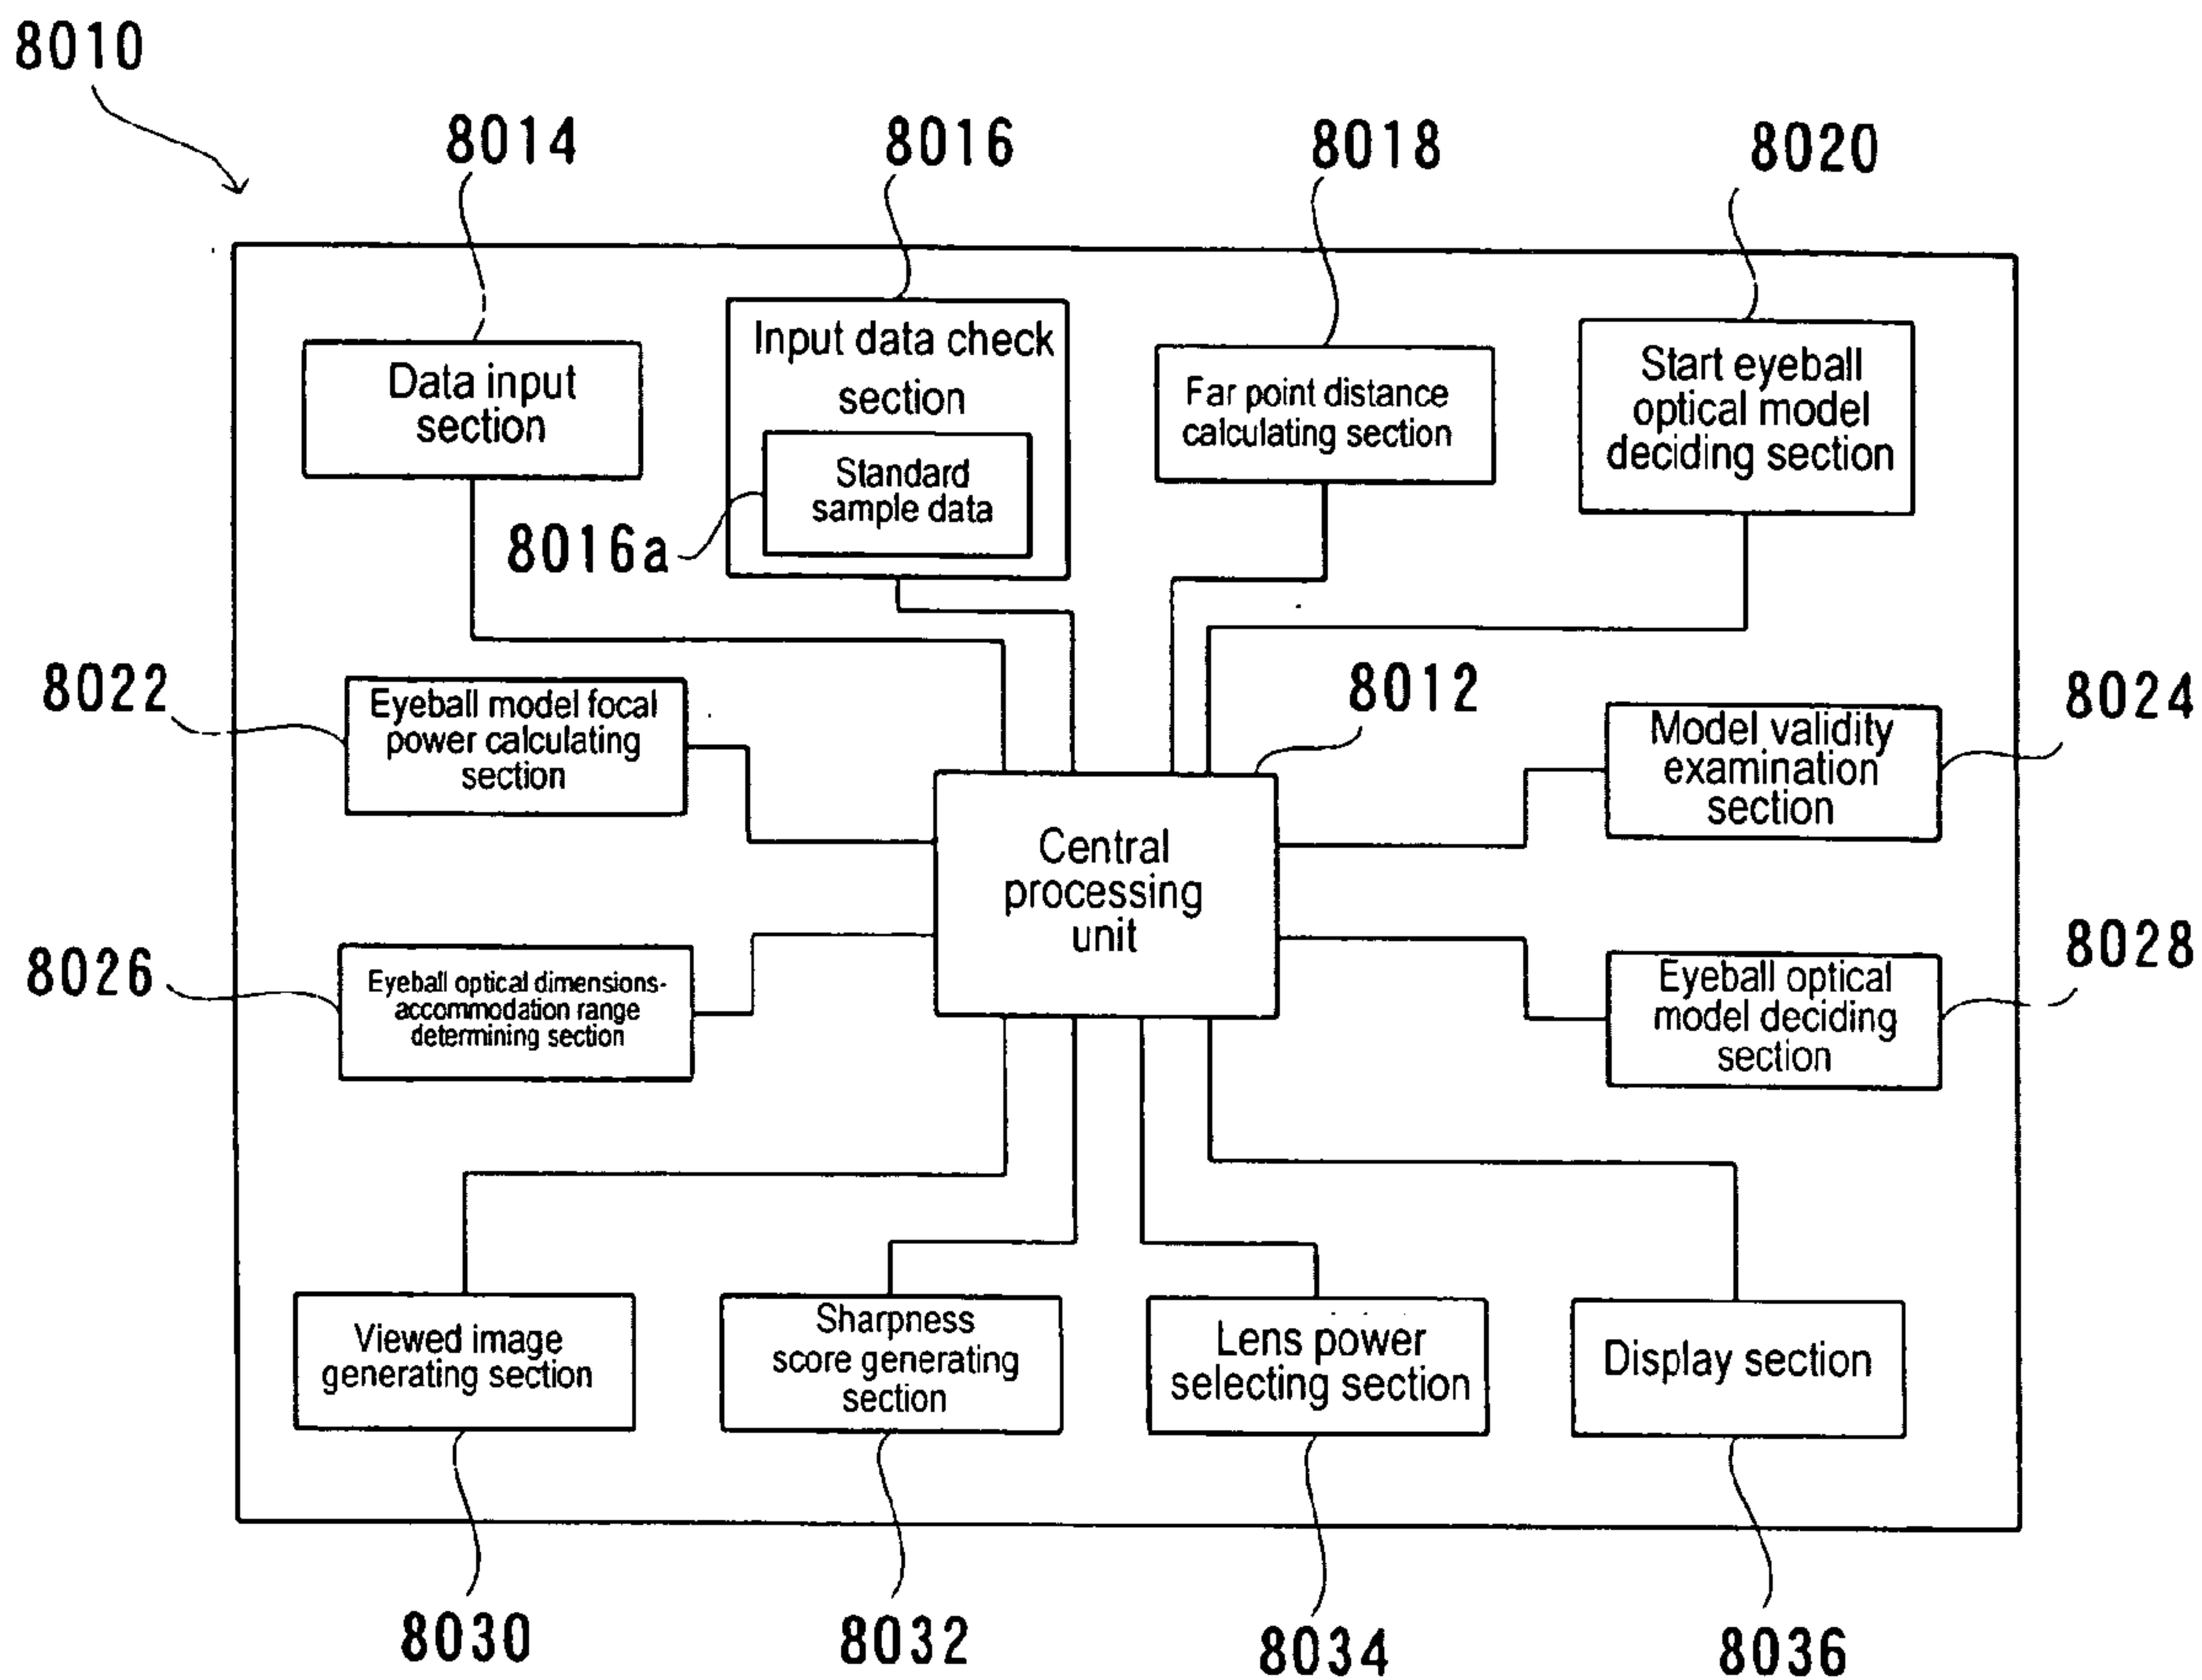 8010
8014
8016
8018
8020
Data input
section
Input data check
section
Standard
sample data
8016a
Far point distance
calculating section
Start eyeball
optical model
deciding section
8022
Eyeball model focal
power calculating
section
8012
8024
Model validity
examination
section
Central
processing
unit
8026
Eyeball optical dimensions-
accommodation range
determining section
8028
Eyeball optical
model deciding
section
Viewed image
generating section
Sharpness
score generating
section
Lens power
selecting section
Display section
8030
8032
8034
8036